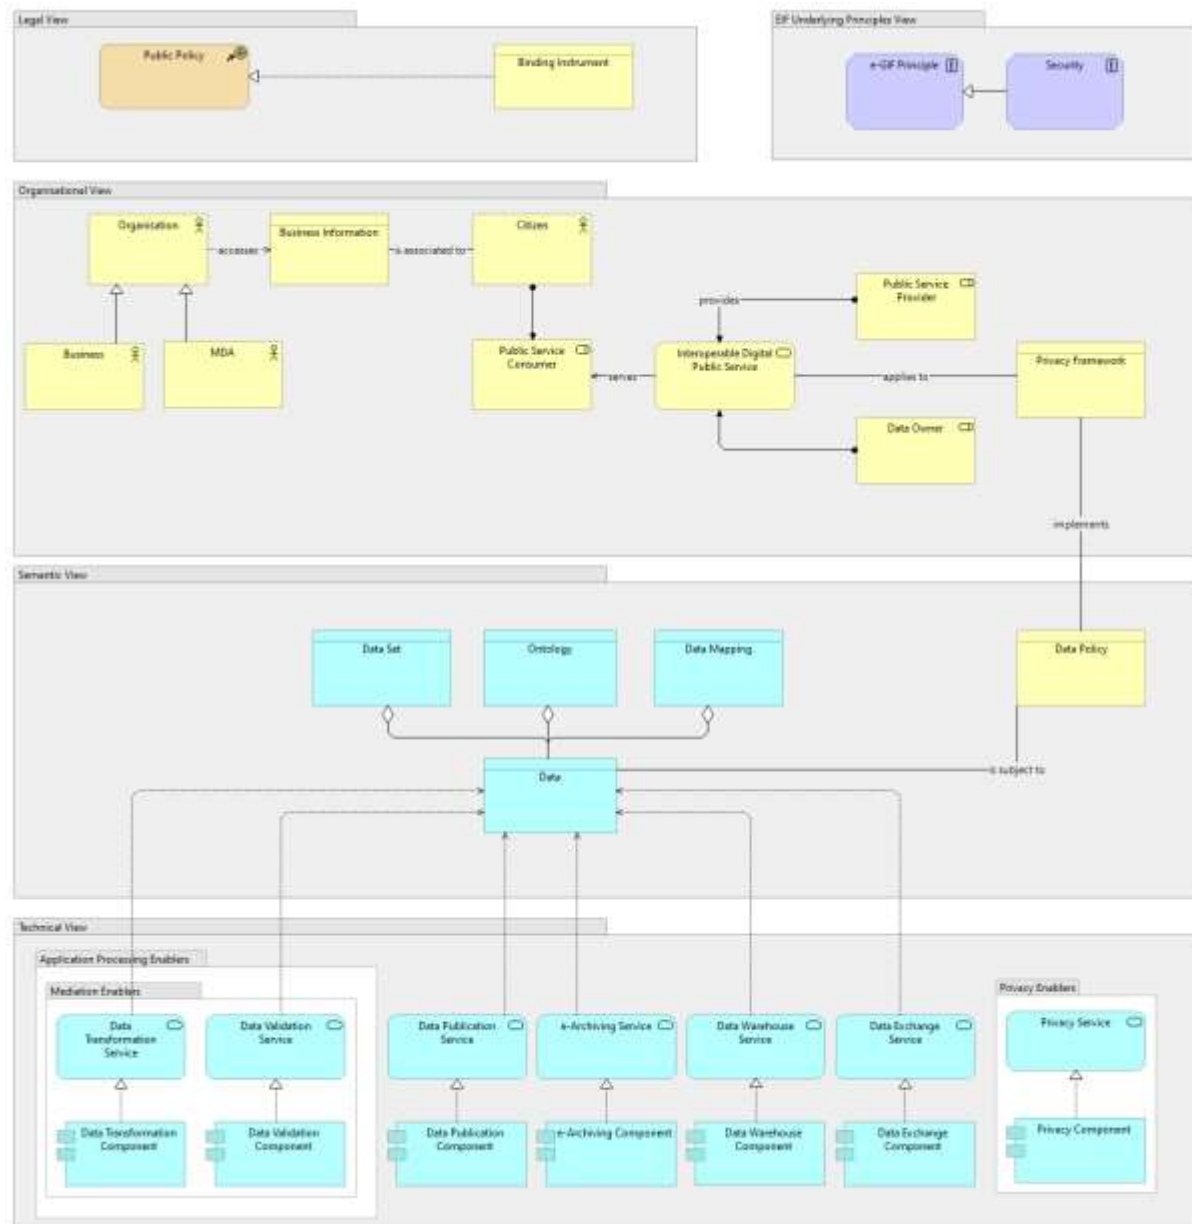 Legal View
Public Policy
Binding Instrument
EIF Underlying Principles View
e-GIF Principle
Security
Organisational View
Organisation
accesses
Business Information
is associated to
Citizen
Business
MDA
Public Service
Consumer
serves
provides
Interoperable Digital
Public Service
Public Service
Provider
applies to
Privacy framework
Data Owner
implements
Semantic View
Data Set
Ontology
Data Mapping
Data Policy
Data
is subject to
Technical View
Application Processing Enablers
Mediation Enablers
Data
Transformation
Service
Data Validation
Service
Data Publication
Service
e-Archiving Service
Data Warehouse
Service
Data Exchange
Service
Privacy Enablers
Privacy Service
Data Transformation
Component
Data Validation
Component
Data Publication
Component
e-Archiving Component
Data Warehouse
Component
Data Exchange
Component
Privacy Component